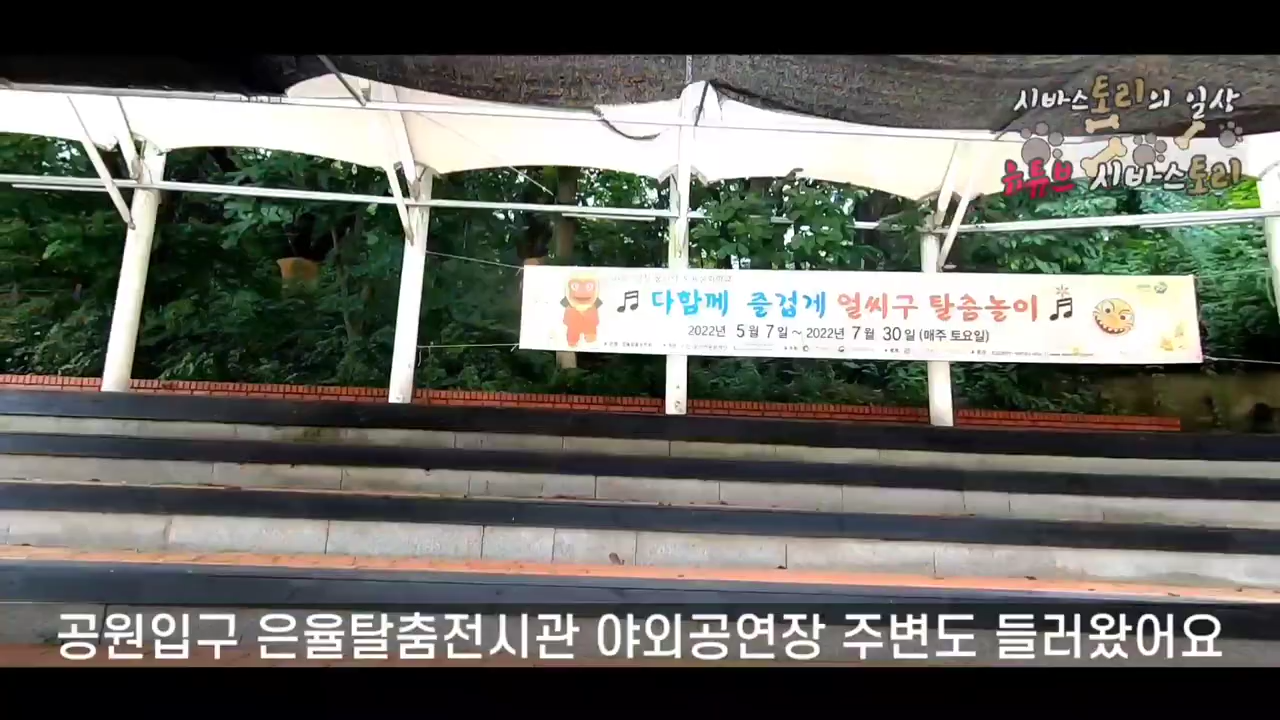 시바스토리의 일상
유튜브 시바스토리
다함께 즐겁게 얼씨구 탈춤놀이
2022년 5월 7일 ~ 2022년 7월 30일 (매주 토요일)
공원입구 은율탈춤전시관 야외공연장 주변도 들러왔어요